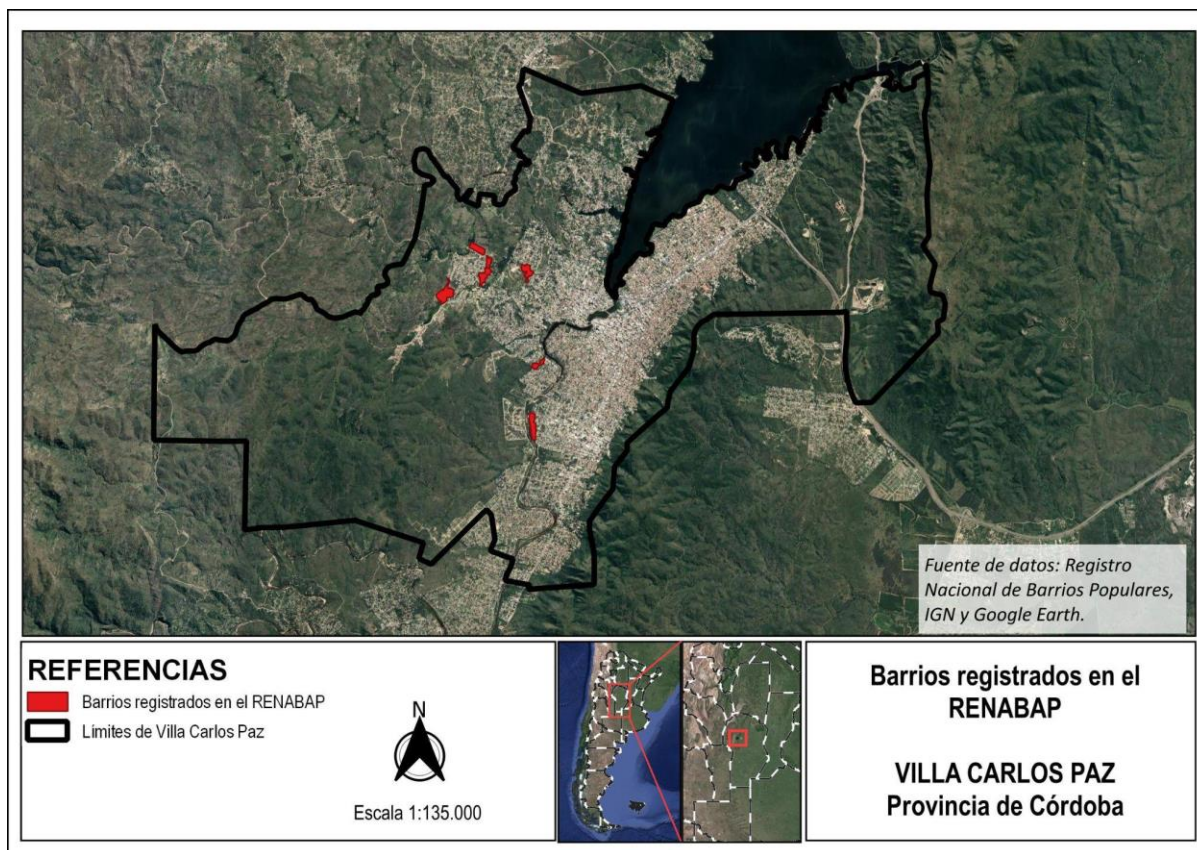 Fuente de datos: Registro
Nacional de Barrios Populares,
IGN y Google Earth.
REFERENCIAS
Barrios registrados en el RENABAP
Límites de Villa Carlos Paz
N
Escala 1:135.000
Barrios registrados en el
RENABAP
VILLA CARLOS PAZ
Provincia de Córdoba